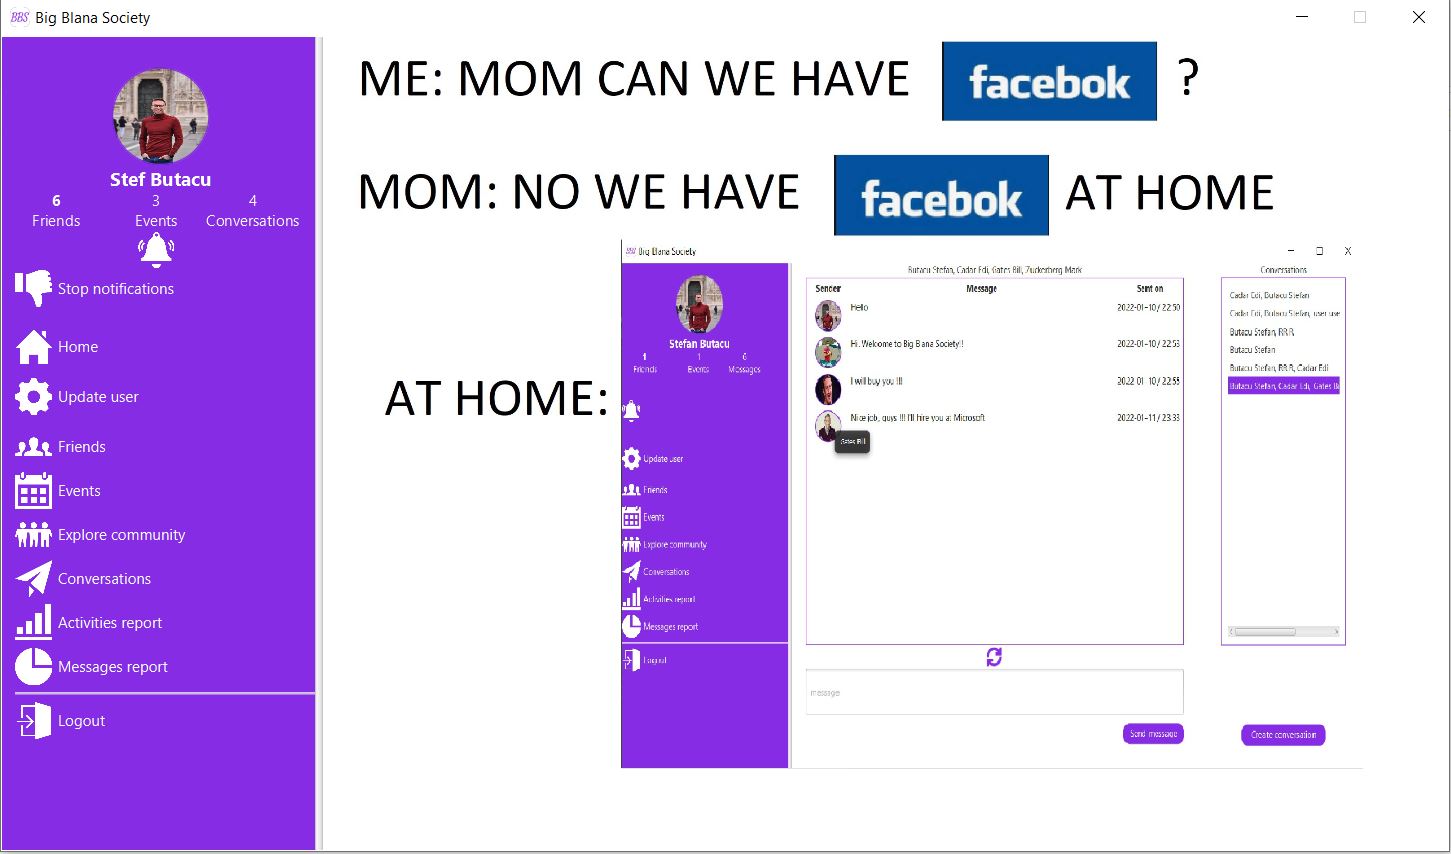 BBS Big Blana Society
Stef Butacu
6 3 4
Friends Events Conversations
Stop notifications
Home
Update user
Friends
Events
Explore community
Conversations
Activities report
Messages report
Logout
ME: MOM CAN WE HAVE facebok ?
MOM: NO WE HAVE facebok AT HOME
AT HOME:
BBS Big Blana Society
Stefan Butacu
1 1 6
Friends Events Messages
Update user
Friends
Events
Explore community
Conversations
Activities report
Messages report
Logout
Butacu Stefan, Cadar Edi, Gates Bill, Zuckerberg Mark
Sender Message Sent on
Hello 2022-01-10 / 22:50
Hi. Welcome to Big Blana Society!! 2022-01-10 / 22:53
I will buy you !!! 2022-01-10 / 22:55
Nice job, guys !!! I'll hire you at Microsoft 2022-01-11 / 23:33
Gates Bill
message
Send message
Conversations
Cadar Edi, Butacu Stefan
Cadar Edi, Butacu Stefan, user use
Butacu Stefan, RR R,
Butacu Stefan
Butacu Stefan, RR R, Cadar Edi
Butacu Stefan, Cadar Edi, Gates Bi
Create conversation